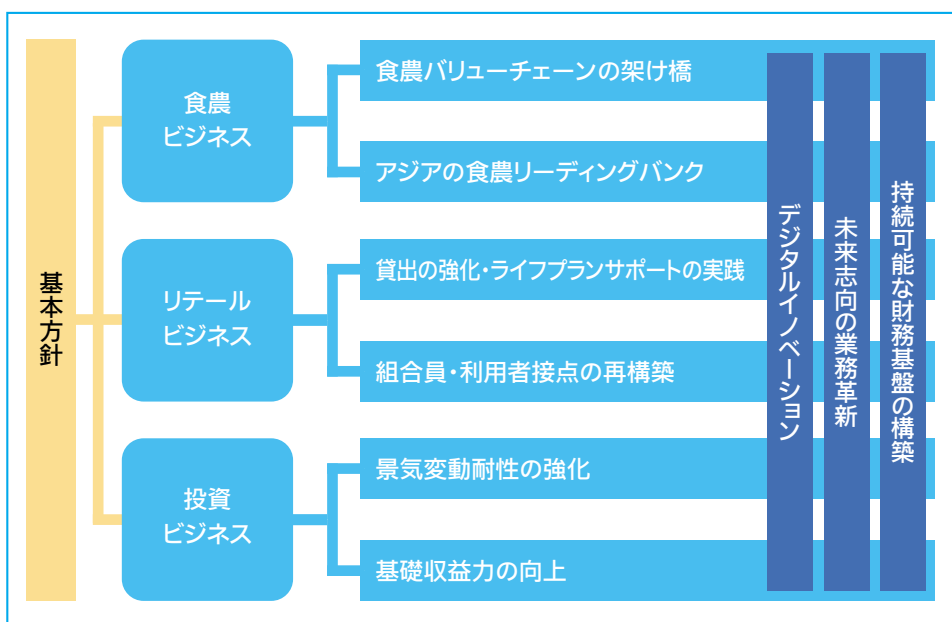 基本方針
食農
ビジネス
食農バリューチェーンの架け橋
アジアの食農リーディングバンク
リテール
ビジネス
貸出の強化・ライフプランサポートの実践
組合員・利用者接点の再構築
投資
ビジネス
景気変動耐性の強化
基礎収益力の向上
デジタルイノベーション
未来志向の業務革新
持続可能な財務基盤の構築